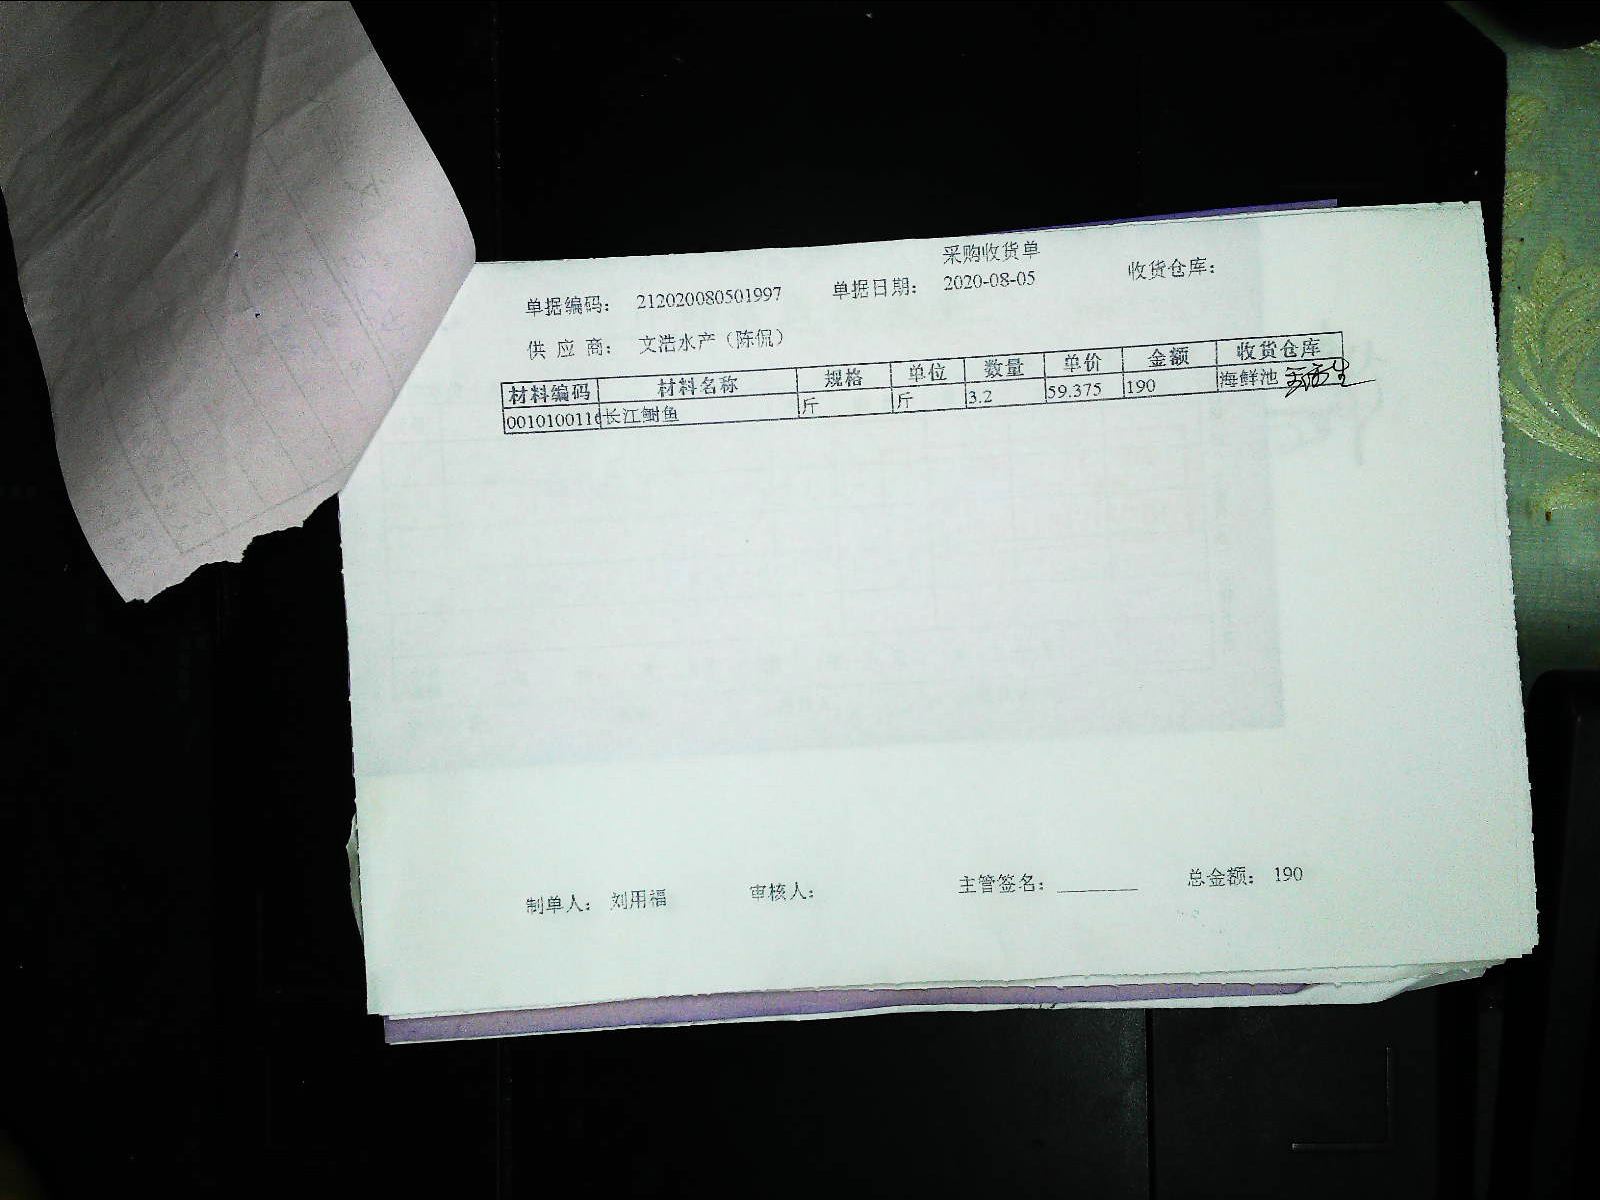 采购收货单
单据编码： 212020080501997 单据日期： 2020-08-05 收货仓库：
供 应 商： 文浩水产（陈侃）
材料编码 材料名称 规格 单位 数量 单价 金额 收货仓库
0010100116 长江鲥鱼 斤 斤 3.2 59.375 190 海鲜池
制单人： 刘用福 审核人： 主管签名： ________ 总金额： 190